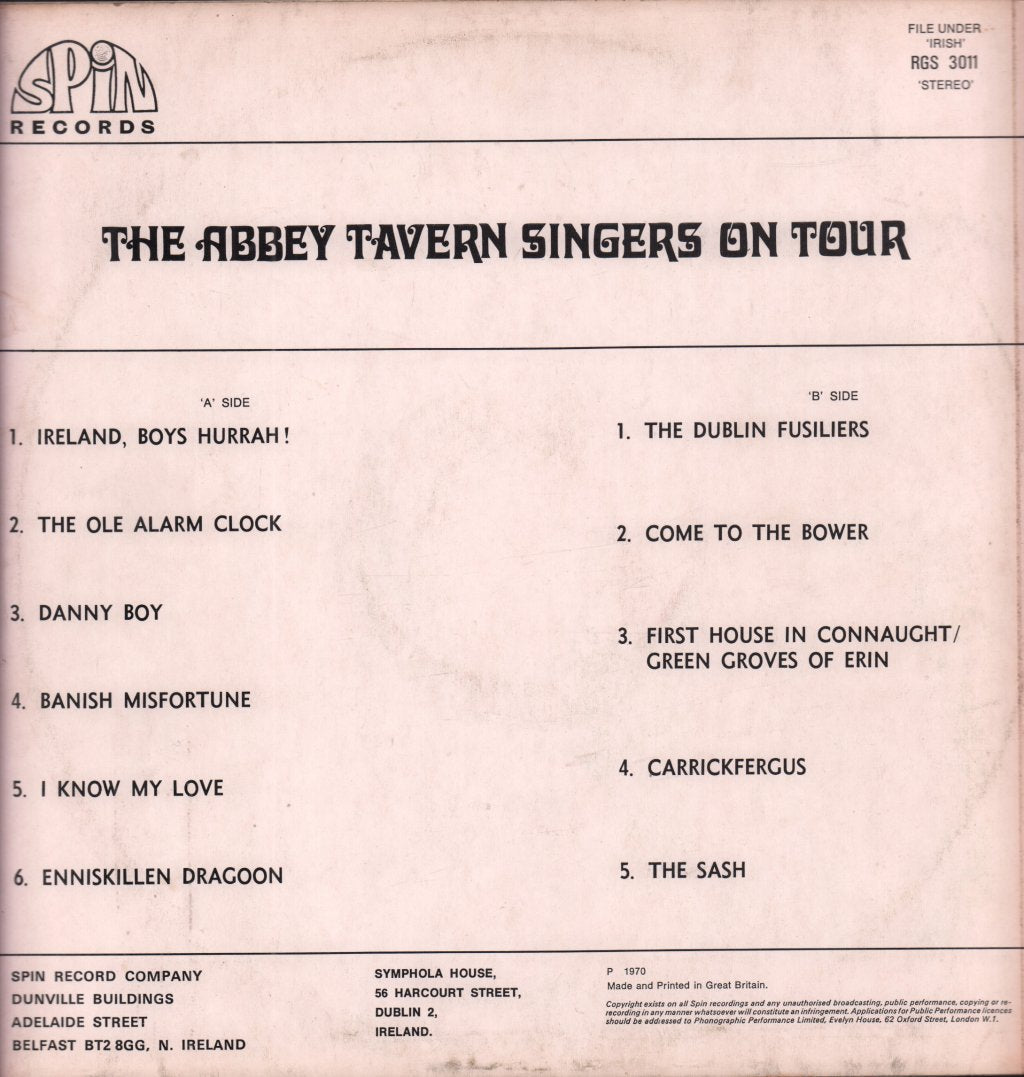 SPiN
RECORDS
FILE UNDER
'IRISH'
RGS 3011
'STEREO'
THE ABBEY TAVERN SINGERS ON TOUR
'A' SIDE
1. IRELAND, BOYS HURRAH!
2. THE OLE ALARM CLOCK
3. DANNY BOY
4. BANISH MISFORTUNE
5. I KNOW MY LOVE
6. ENNISKILLEN DRAGOON
'B' SIDE
1. THE DUBLIN FUSILIERS
2. COME TO THE BOWER
3. FIRST HOUSE IN CONNAUGHT/
GREEN GROVES OF ERIN
4. CARRICKFERGUS
5. THE SASH
SPIN RECORD COMPANY
DUNVILLE BUILDINGS
ADELAIDE STREET
BELFAST BT2 8GG, N. IRELAND
SYMPHOLA HOUSE,
56 HARCOURT STREET,
DUBLIN 2,
IRELAND.
P 1970
Made and Printed in Great Britain.
Copyright exists on all Spin recordings and any unauthorised broadcasting, public performance, copying or re-
recording in any manner whatsoever will constitute an infringement. Applications for Public Performance licences
should be addressed to Phonographic Performance Limited, Evelyn House, 62 Oxford Street, London W.1.